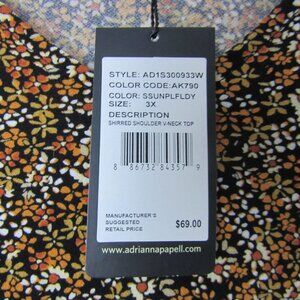 STYLE: AD1S300933W
COLOR CODE:AK790
COLOR: SSUNPLFLDY
SIZE: 3X
DESCRIPTION
SHIRRED SHOULDER V-NECK TOP
8 86732 84357 9
MANUFACTURER'S
SUGGESTED
RETAIL PRICE
$69.00
www.adriannapapell.com